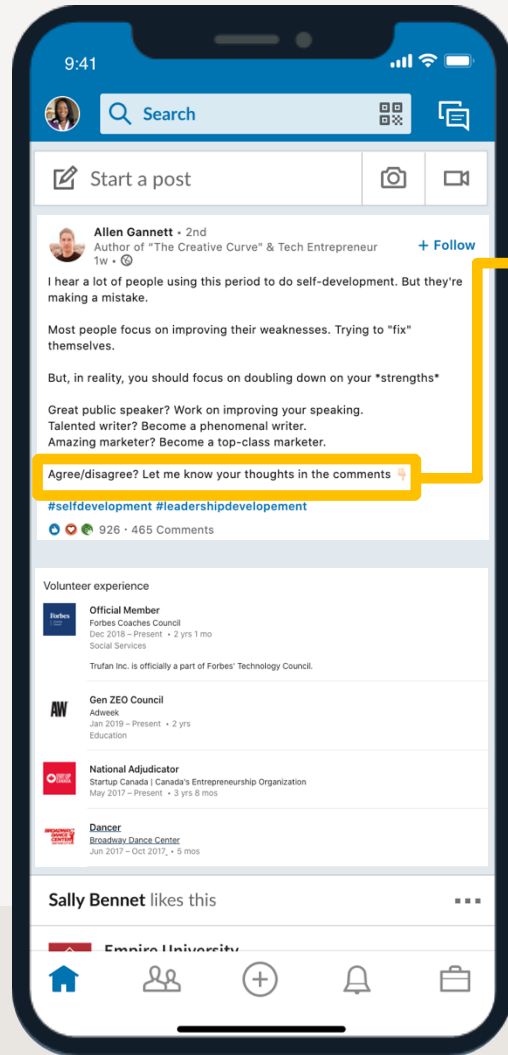 9:41
Search
Start a post
Allen Gannett • 2nd
Author of "The Creative Curve" & Tech Entrepreneur
+ Follow
1w •
I hear a lot of people using this period to do self-development. But they're
making a mistake.
Most people focus on improving their weaknesses. Trying to "fix"
themselves.
But, in reality, you should focus on doubling down on your *strengths*
Great public speaker? Work on improving your speaking.
Talented writer? Become a phenomenal writer.
Amazing marketer? Become a top-class marketer.
Agree/disagree? Let me know your thoughts in the comments 👇🏻
#selfdevelopment #leadershipdevelopement
926 · 465 Comments
Volunteer experience
Forbes
Official Member
Forbes Coaches Council
Dec 2018 – Present • 2 yrs 1 mo
Social Services
Trufan Inc. is officially a part of Forbes' Technology Council.
AW
Gen ZEO Council
Adweek
Jan 2019 – Present • 2 yrs
Education
STARTUP
CANADA
National Adjudicator
Startup Canada | Canada's Entrepreneurship Organization
May 2017 – Present • 3 yrs 8 mos
BROADWAY
DANCE
CENTER
Dancer
Broadway Dance Center
Jun 2017 – Oct 2017 • 5 mos
Sally Bennet likes this
Empire University